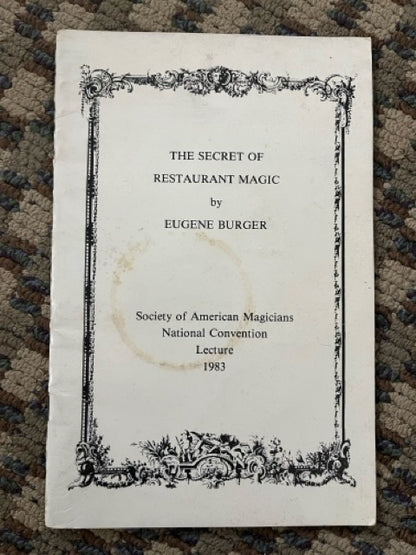 THE SECRET OF
RESTAURANT MAGIC
by
EUGENE BURGER
Society of American Magicians
National Convention
Lecture
1983